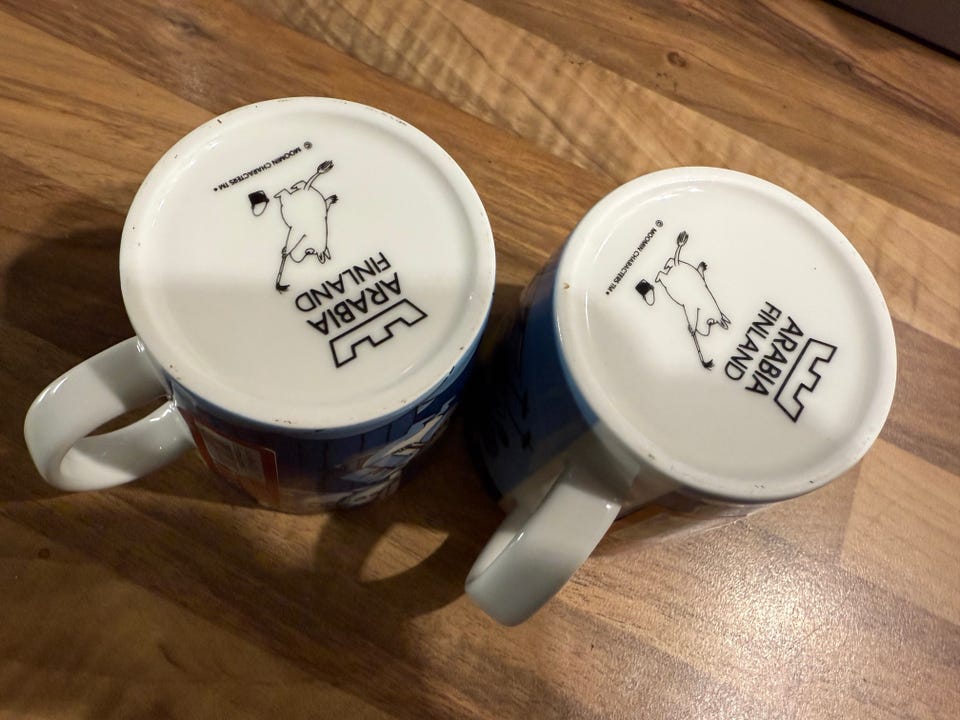 ARABIA
FINLAND
© MOOMIN CHARACTERS TM •
ARABIA
FINLAND
© MOOMIN CHARACTERS TM •